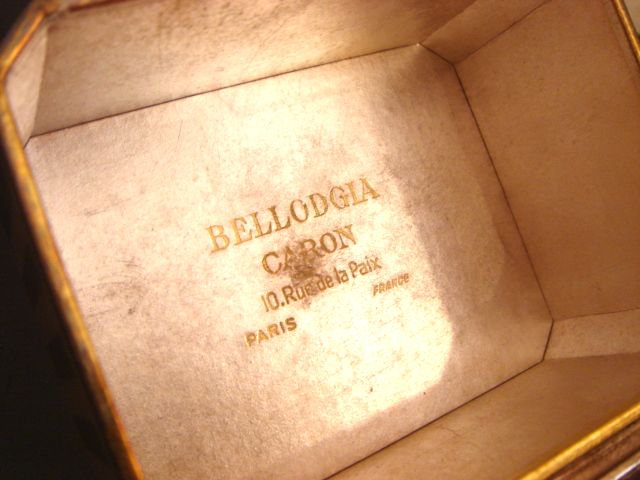 BELLODGIA
CARON
10. Rue de la Paix
PARIS FRANCE